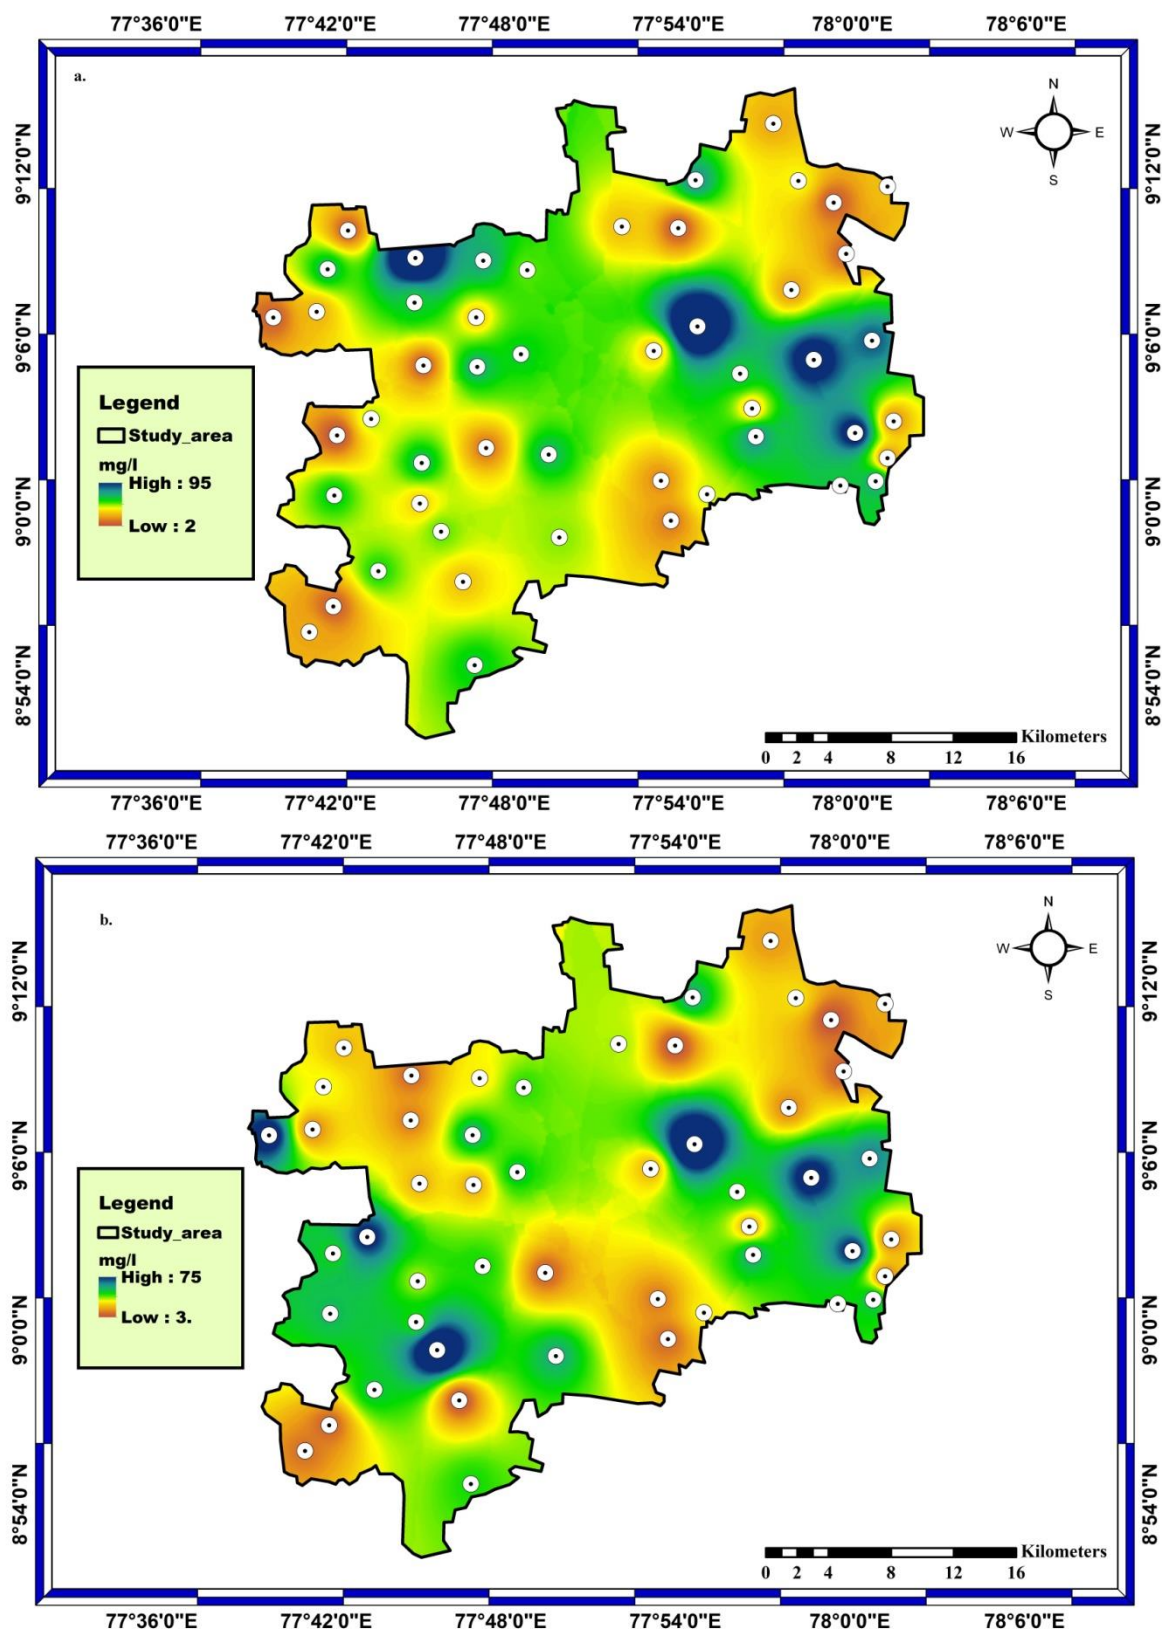 77°36'0"E 77°42'0"E 77°48'0"E 77°54'0"E 78°0'0"E 78°6'0"E
a.
N
W E
S
9°12'0"N 9°12'0"N
9°6'0"N 9°6'0"N
Legend
Study_area
mg/l
High : 95
Low : 2
9°0'0"N 9°0'0"N
8°54'0"N 8°54'0"N
Kilometers
0 2 4 8 12 16
77°36'0"E 77°42'0"E 77°48'0"E 77°54'0"E 78°0'0"E 78°6'0"E
77°36'0"E 77°42'0"E 77°48'0"E 77°54'0"E 78°0'0"E 78°6'0"E
b.
N
W E
S
9°12'0"N 9°12'0"N
9°6'0"N 9°6'0"N
Legend
Study_area
mg/l
High : 75
Low : 3.
9°0'0"N 9°0'0"N
8°54'0"N 8°54'0"N
Kilometers
0 2 4 8 12 16
77°36'0"E 77°42'0"E 77°48'0"E 77°54'0"E 78°0'0"E 78°6'0"E